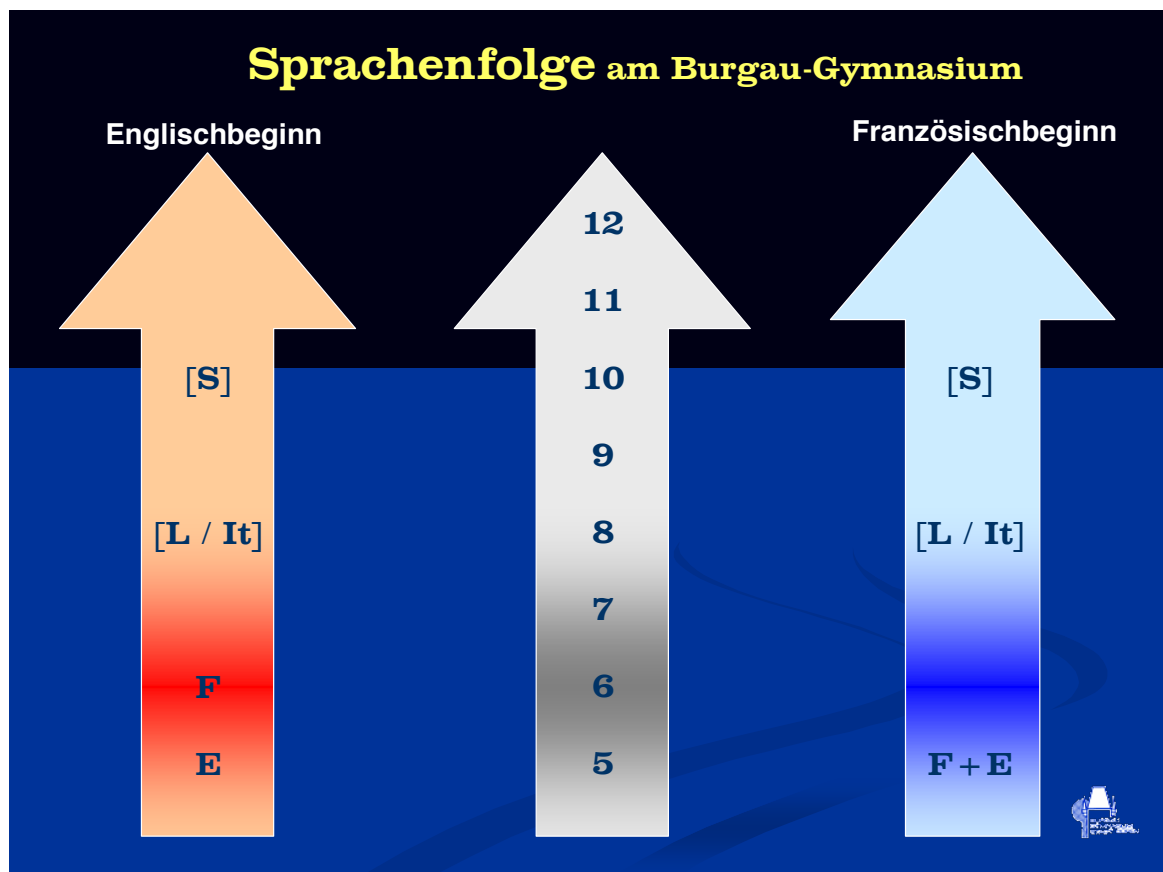 Sprachenfolge am Burgau-Gymnasium
Englischbeginn
Französischbeginn
12
11
[S] 10 [S]
9
[L / It] 8 [L / It]
7
F 6
E 5 F+E